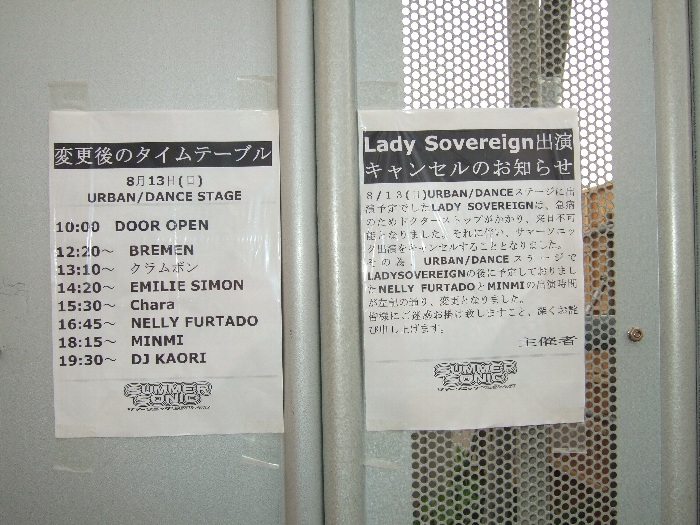 変更後のタイムテーブル
8月13日(日)
URBAN/DANCE STAGE
10:00 DOOR OPEN
12:20～ BREMEN
13:10～ クラムボン
14:20～ EMILIE SIMON
15:30～ Chara
16:45～ NELLY FURTADO
18:15～ MINMI
19:30～ DJ KAORI
SUMMER
SONIC
Lady Sovereign出演
キャンセルのお知らせ
8/13(日)URBAN/DANCEステージに出
演予定でしたLADY SOVEREIGNは、急病
のためドクターストップがかかり、来日不可
能となりました。それに伴い、サマーソニッ
ク出演をキャンセルすることとなりました。
その為、URBAN/DANCEステージで
LADYSOVEREIGNの後に予定しておりまし
たNELLY FURTADOとMINMIの出演時間
が左記の通り、変更となりました。
皆様にご迷惑お掛け致しますこと、深くお詫
び申し上げます。
主催者
SUMMER
SONIC